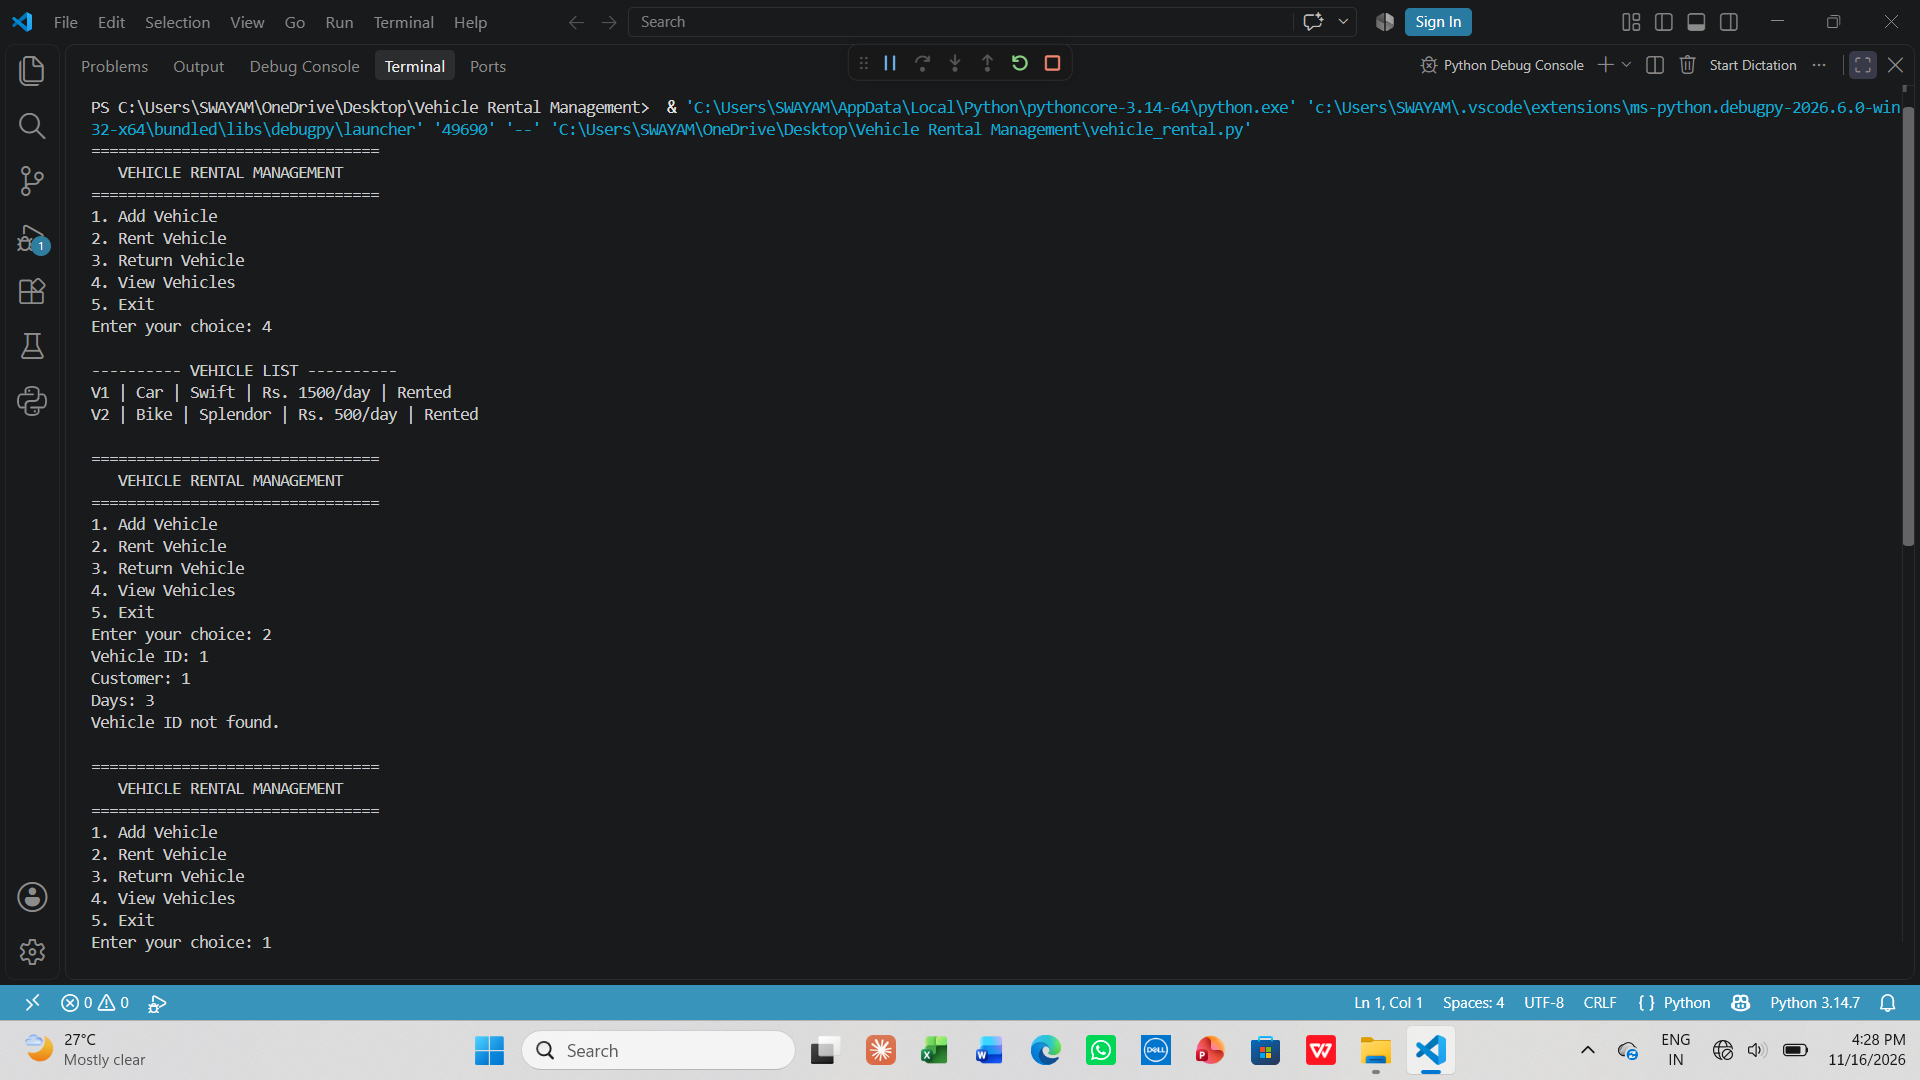 File Edit Selection View Go Run Terminal Help
Search
Sign In
Problems Output Debug Console Terminal Ports
Python Debug Console
Start Dictation
PS C:\Users\SWAYAM\OneDrive\Desktop\Vehicle Rental Management>  & 'C:\Users\SWAYAM\AppData\Local\Python\pythoncore-3.14-64\python.exe' 'c:\Users\SWAYAM\.vscode\extensions\ms-python.debugpy-2026.6.0-win
32-x64\bundled\libs\debugpy\launcher' '49690' '--' 'C:\Users\SWAYAM\OneDrive\Desktop\Vehicle Rental Management\vehicle_rental.py'
================================
   VEHICLE RENTAL MANAGEMENT
================================
1. Add Vehicle
2. Rent Vehicle
3. Return Vehicle
4. View Vehicles
5. Exit
Enter your choice: 4
---------- VEHICLE LIST ----------
V1 | Car | Swift | Rs. 1500/day | Rented
V2 | Bike | Splendor | Rs. 500/day | Rented
================================
   VEHICLE RENTAL MANAGEMENT
================================
1. Add Vehicle
2. Rent Vehicle
3. Return Vehicle
4. View Vehicles
5. Exit
Enter your choice: 2
Vehicle ID: 1
Customer: 1
Days: 3
Vehicle ID not found.
================================
   VEHICLE RENTAL MANAGEMENT
================================
1. Add Vehicle
2. Rent Vehicle
3. Return Vehicle
4. View Vehicles
5. Exit
Enter your choice: 1
1
0 0
Ln 1, Col 1 Spaces: 4 UTF-8 CRLF { } Python Python 3.14.7
27°C
Mostly clear
Search
X
W
DELL
P
W
ENG
IN
4:28 PM
11/16/2026